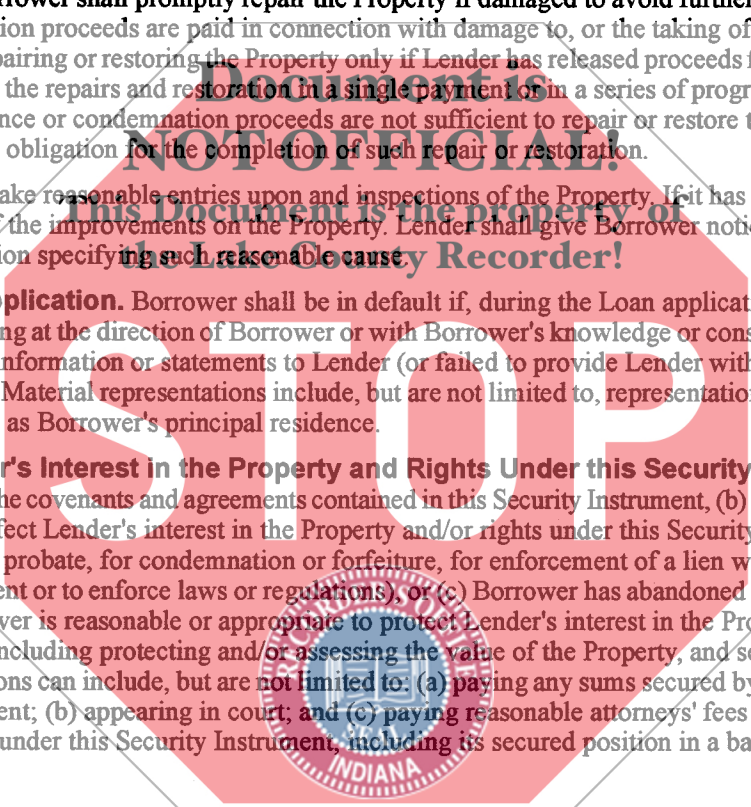 rower shall promptly repair the Property if damaged to avoid further
tion proceeds are paid in connection with damage to, or the taking of
pairing or restoring the Property only if Lender has released proceeds f
the repairs and restoration in a single payment or in a series of progr
nce or condemnation proceeds are not sufficient to repair or restore t
obligation for the completion of such repair or restoration.
ake reasonable entries upon and inspections of the Property. If it has
f the improvements on the Property. Lender shall give Borrower notic
ion specifying such reasonable cause.
plication. Borrower shall be in default if, during the Loan applicat
ng at the direction of Borrower or with Borrower's knowledge or cons
nformation or statements to Lender (or failed to provide Lender with
Material representations include, but are not limited to, representation
as Borrower's principal residence.
r's Interest in the Property and Rights Under this Security
he covenants and agreements contained in this Security Instrument, (b)
fect Lender's interest in the Property and/or rights under this Security
probate, for condemnation or forfeiture, for enforcement of a lien w
ent or to enforce laws or regulations), or (c) Borrower has abandoned
ver is reasonable or appropriate to protect Lender's interest in the Pro
ncluding protecting and/or assessing the value of the Property, and se
ons can include, but are not limited to: (a) paying any sums secured by
ent; (b) appearing in court; and (c) paying reasonable attorneys' fees
under this Security Instrument, including its secured position in a ba
Document is
NOT OFFICIAL!
This Document is the property of
the Lake County Recorder!
STOP
RECORDERS OFFICE
SEAL
INDIANA